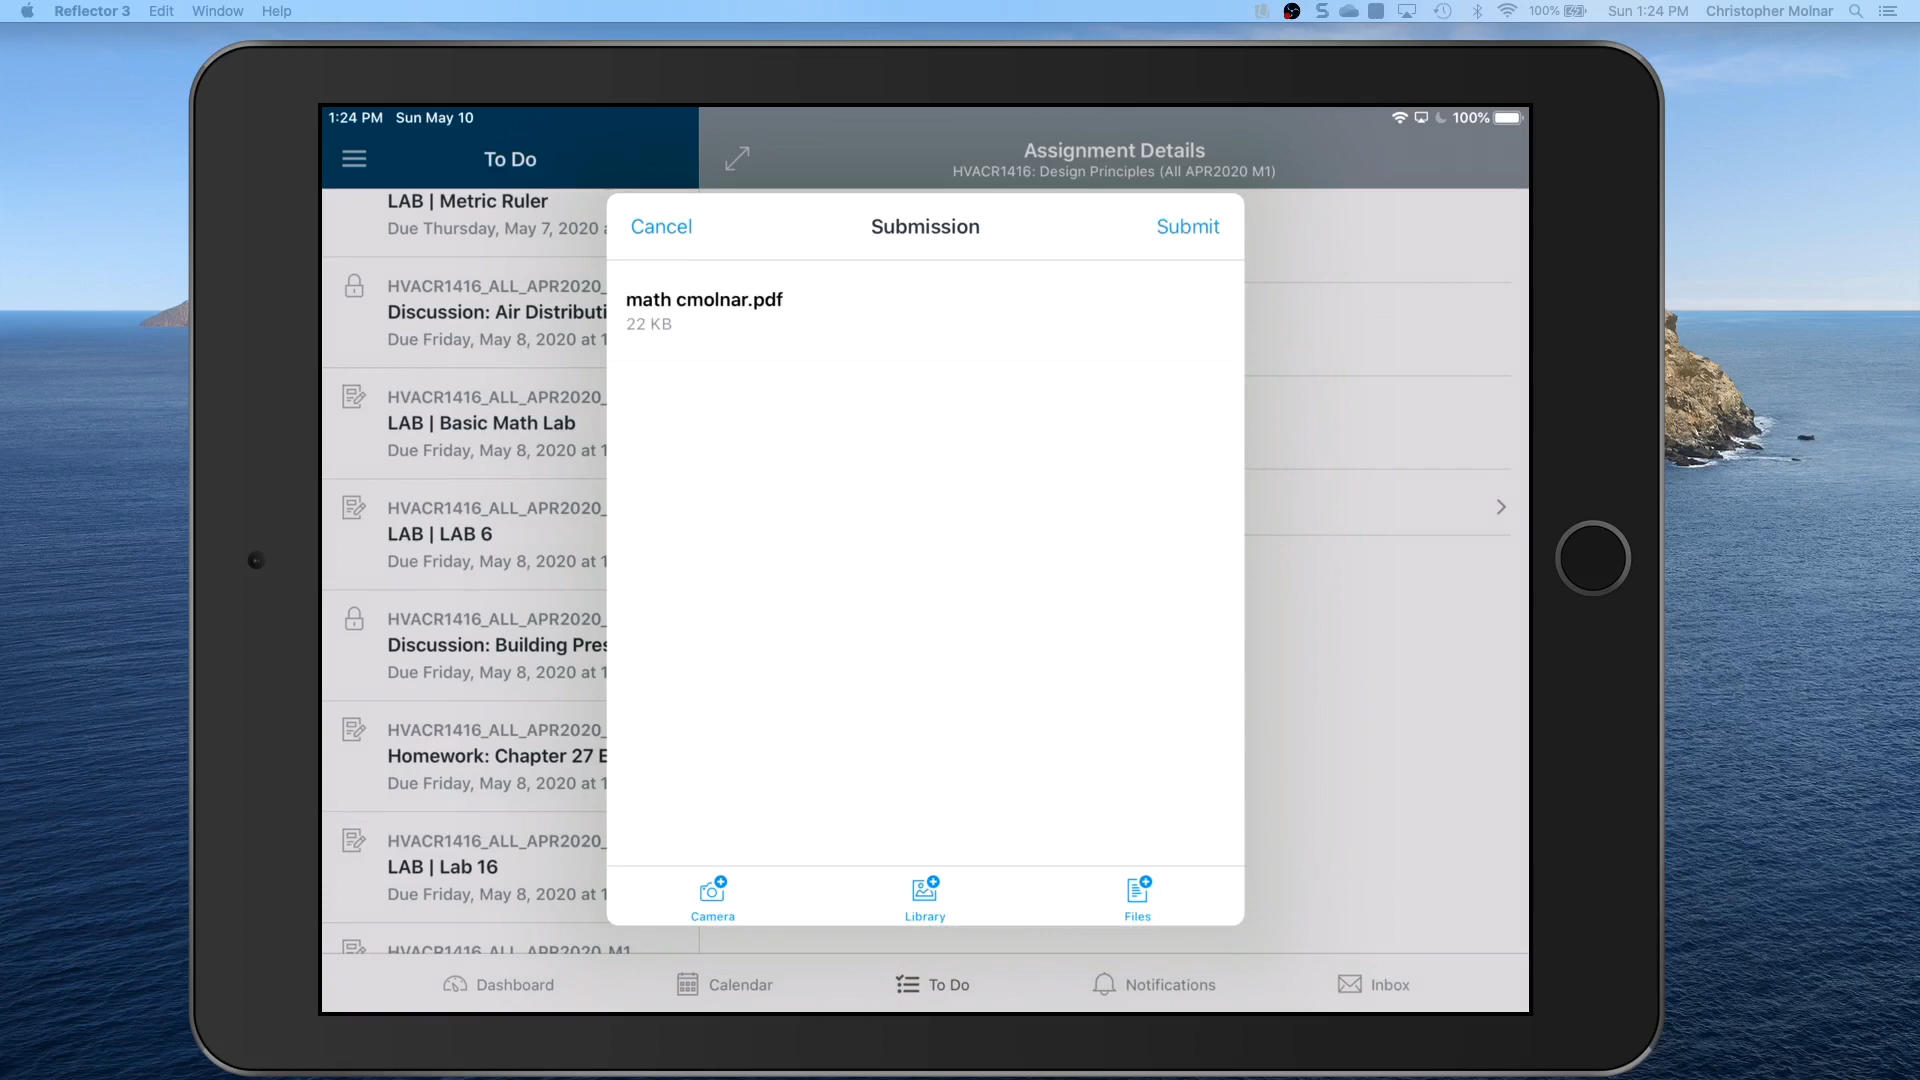 Reflector 3 Edit Window Help
100% Sun 1:24 PM Christopher Molnar
1:24 PM Sun May 10
100%
To Do
Assignment Details
HVACR1416: Design Principles (All APR2020 M1)
LAB | Metric Ruler
Due Thursday, May 7, 2020
HVACR1416_ALL_APR2020_
Discussion: Air Distributi
Due Friday, May 8, 2020 at 1
HVACR1416_ALL_APR2020_
LAB | Basic Math Lab
Due Friday, May 8, 2020 at 1
HVACR1416_ALL_APR2020_
LAB | LAB 6
Due Friday, May 8, 2020 at 1
HVACR1416_ALL_APR2020_
Discussion: Building Pres
Due Friday, May 8, 2020 at 1
HVACR1416_ALL_APR2020_
Homework: Chapter 27 E
Due Friday, May 8, 2020 at 1
HVACR1416_ALL_APR2020_
LAB | Lab 16
Due Friday, May 8, 2020 at 1
HVACR1416_ALL_APR2020_M1
Cancel Submission Submit
math cmolnar.pdf
22 KB
Camera Library Files
Dashboard Calendar To Do Notifications Inbox